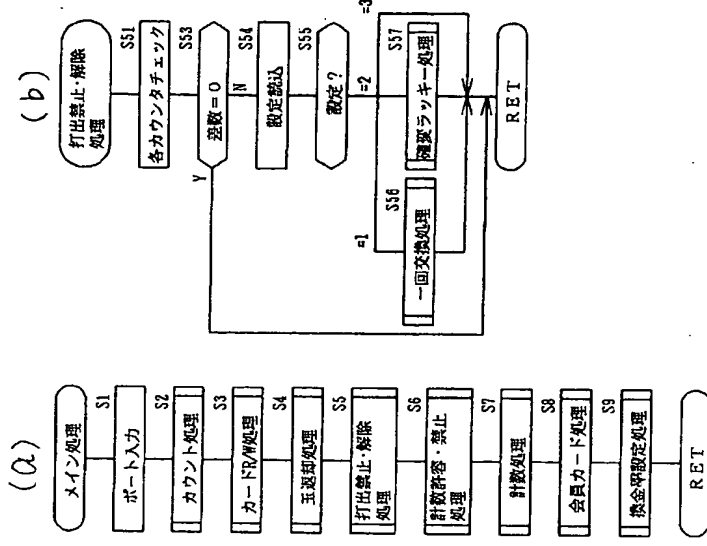 (a)
メイン処理
S1
ポート入力
S2
カウント処理
S3
カードR/W処理
S4
玉返却処理
S5
打出禁止・解除
処理
S6
計数許容・禁止
処理
S7
計数処理
S8
会員カード処理
S9
換金率設定処理
RET
(b)
打出禁止・解除
処理
S51
各カウンタチェック
S53
差数=0
Y
N
S54
設定読込
S55
設定?
=1
=2
=3
S56
一回交換処理
S57
確変ラッキー処理
RET